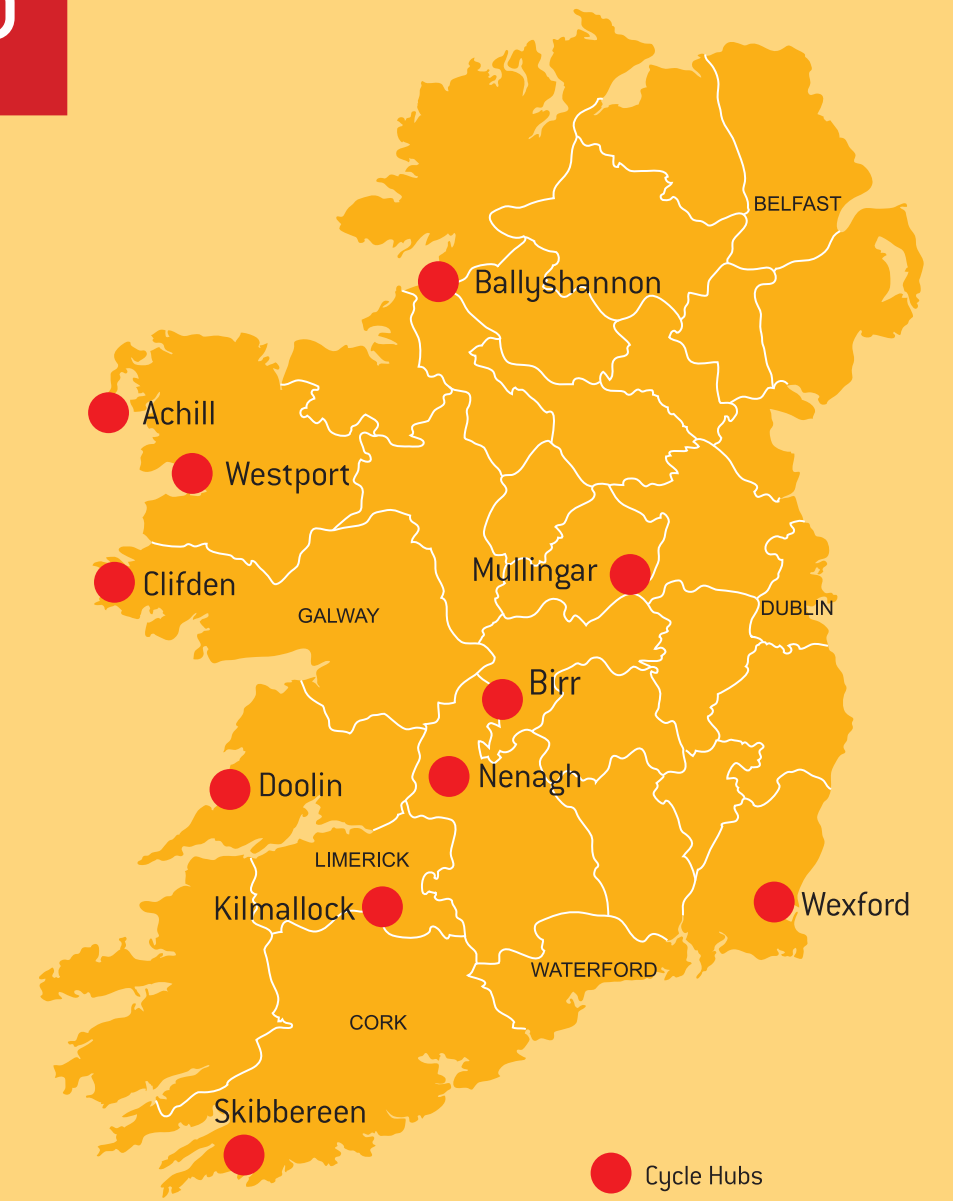 BELFAST
Ballyshannon
Achill
Westport
Mullingar
Clifden
GALWAY
DUBLIN
Birr
Nenagh
Doolin
LIMERICK
Kilmallock
Wexford
WATERFORD
CORK
Skibbereen
Cycle Hubs